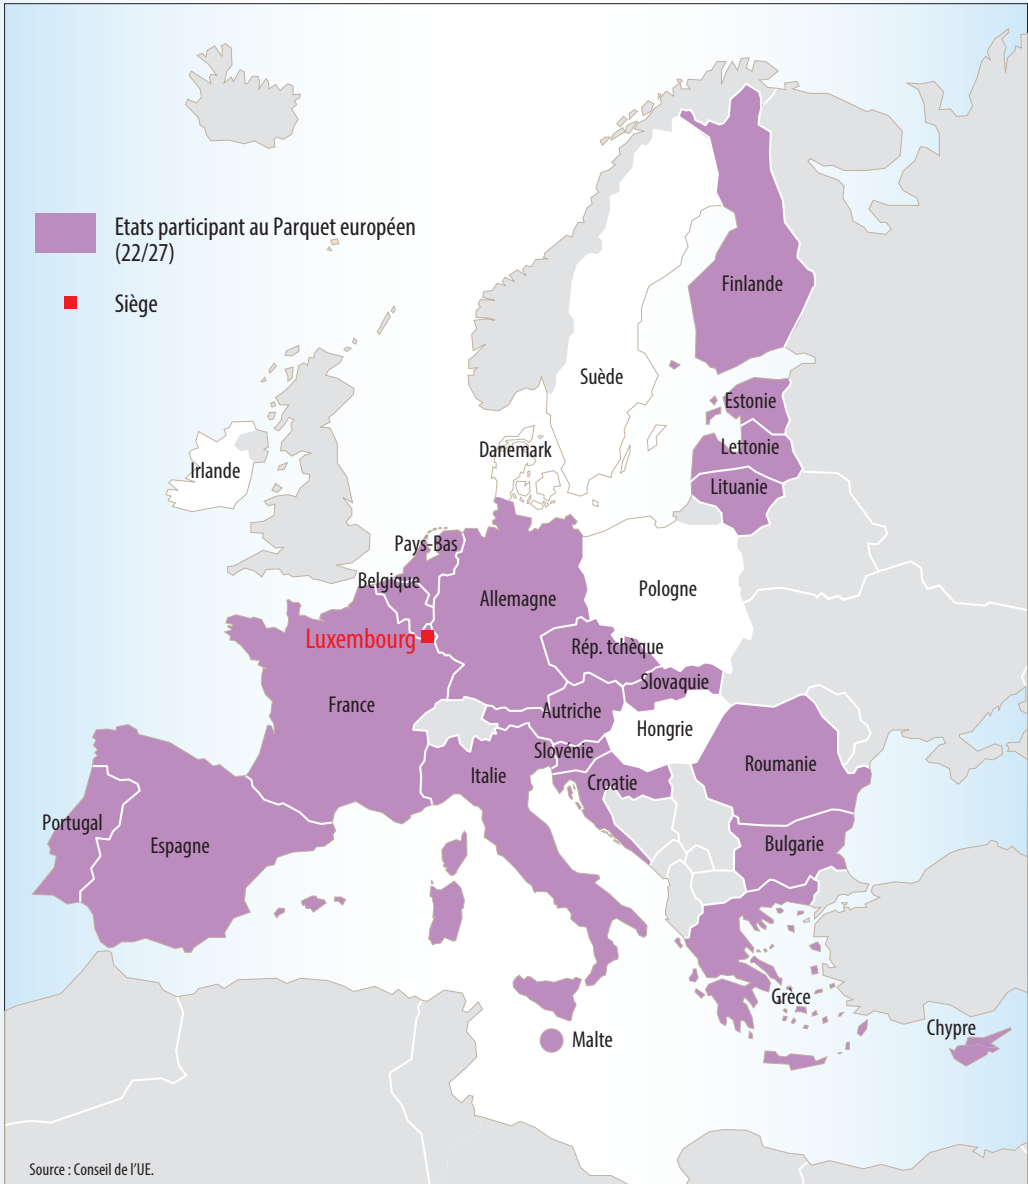 Etats participant au Parquet européen
(22/27)
Siège
Finlande
Suède
Estonie
Danemark
Lettonie
Irlande
Lituanie
Pays-Bas
Belgique
Pologne
Allemagne
Luxembourg
Rép. tchèque
Slovaquie
France
Autriche
Hongrie
Slovénie
Roumanie
Italie
Croatie
Portugal
Espagne
Bulgarie
Grèce
Chypre
Malte
Source : Conseil de l'UE.